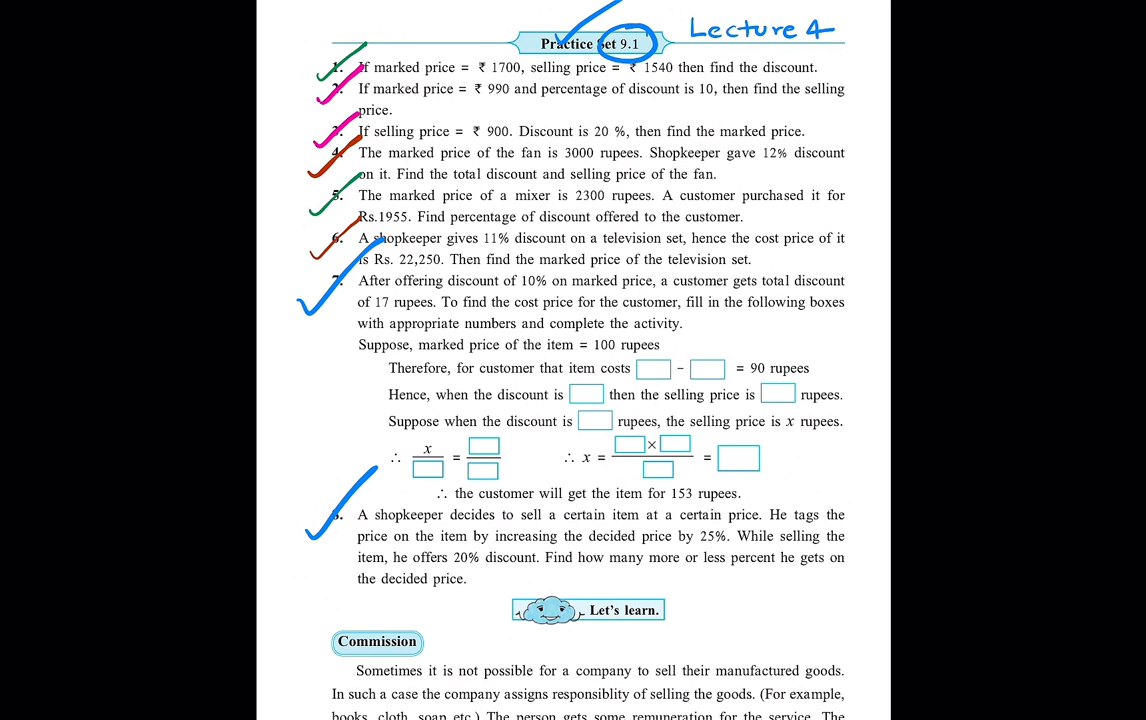 Lecture 4
Practice Set 9.1
1. If marked price = ₹ 1700, selling price = ₹ 1540 then find the discount.
2. If marked price = ₹ 990 and percentage of discount is 10, then find the selling
price.
3. If selling price = ₹ 900. Discount is 20 %, then find the marked price.
4. The marked price of the fan is 3000 rupees. Shopkeeper gave 12% discount
on it. Find the total discount and selling price of the fan.
5. The marked price of a mixer is 2300 rupees. A customer purchased it for
Rs.1955. Find percentage of discount offered to the customer.
6. A shopkeeper gives 11% discount on a television set, hence the cost price of it
is Rs. 22,250. Then find the marked price of the television set.
7. After offering discount of 10% on marked price, a customer gets total discount
of 17 rupees. To find the cost price for the customer, fill in the following boxes
with appropriate numbers and complete the activity.
Suppose, marked price of the item = 100 rupees
Therefore, for customer that item costs □ - □ = 90 rupees
Hence, when the discount is □ then the selling price is □ rupees.
Suppose when the discount is □ rupees, the selling price is x rupees.
∴ x/□ = □/□ ∴ x = □×□/□ = □
∴ the customer will get the item for 153 rupees.
8. A shopkeeper decides to sell a certain item at a certain price. He tags the
price on the item by increasing the decided price by 25%. While selling the
item, he offers 20% discount. Find how many more or less percent he gets on
the decided price.
Let's learn.
Commission
Sometimes it is not possible for a company to sell their manufactured goods.
In such a case the company assigns responsiblity of selling the goods. (For example,
books, cloth, soap etc.) The person gets some remuneration for the service. The